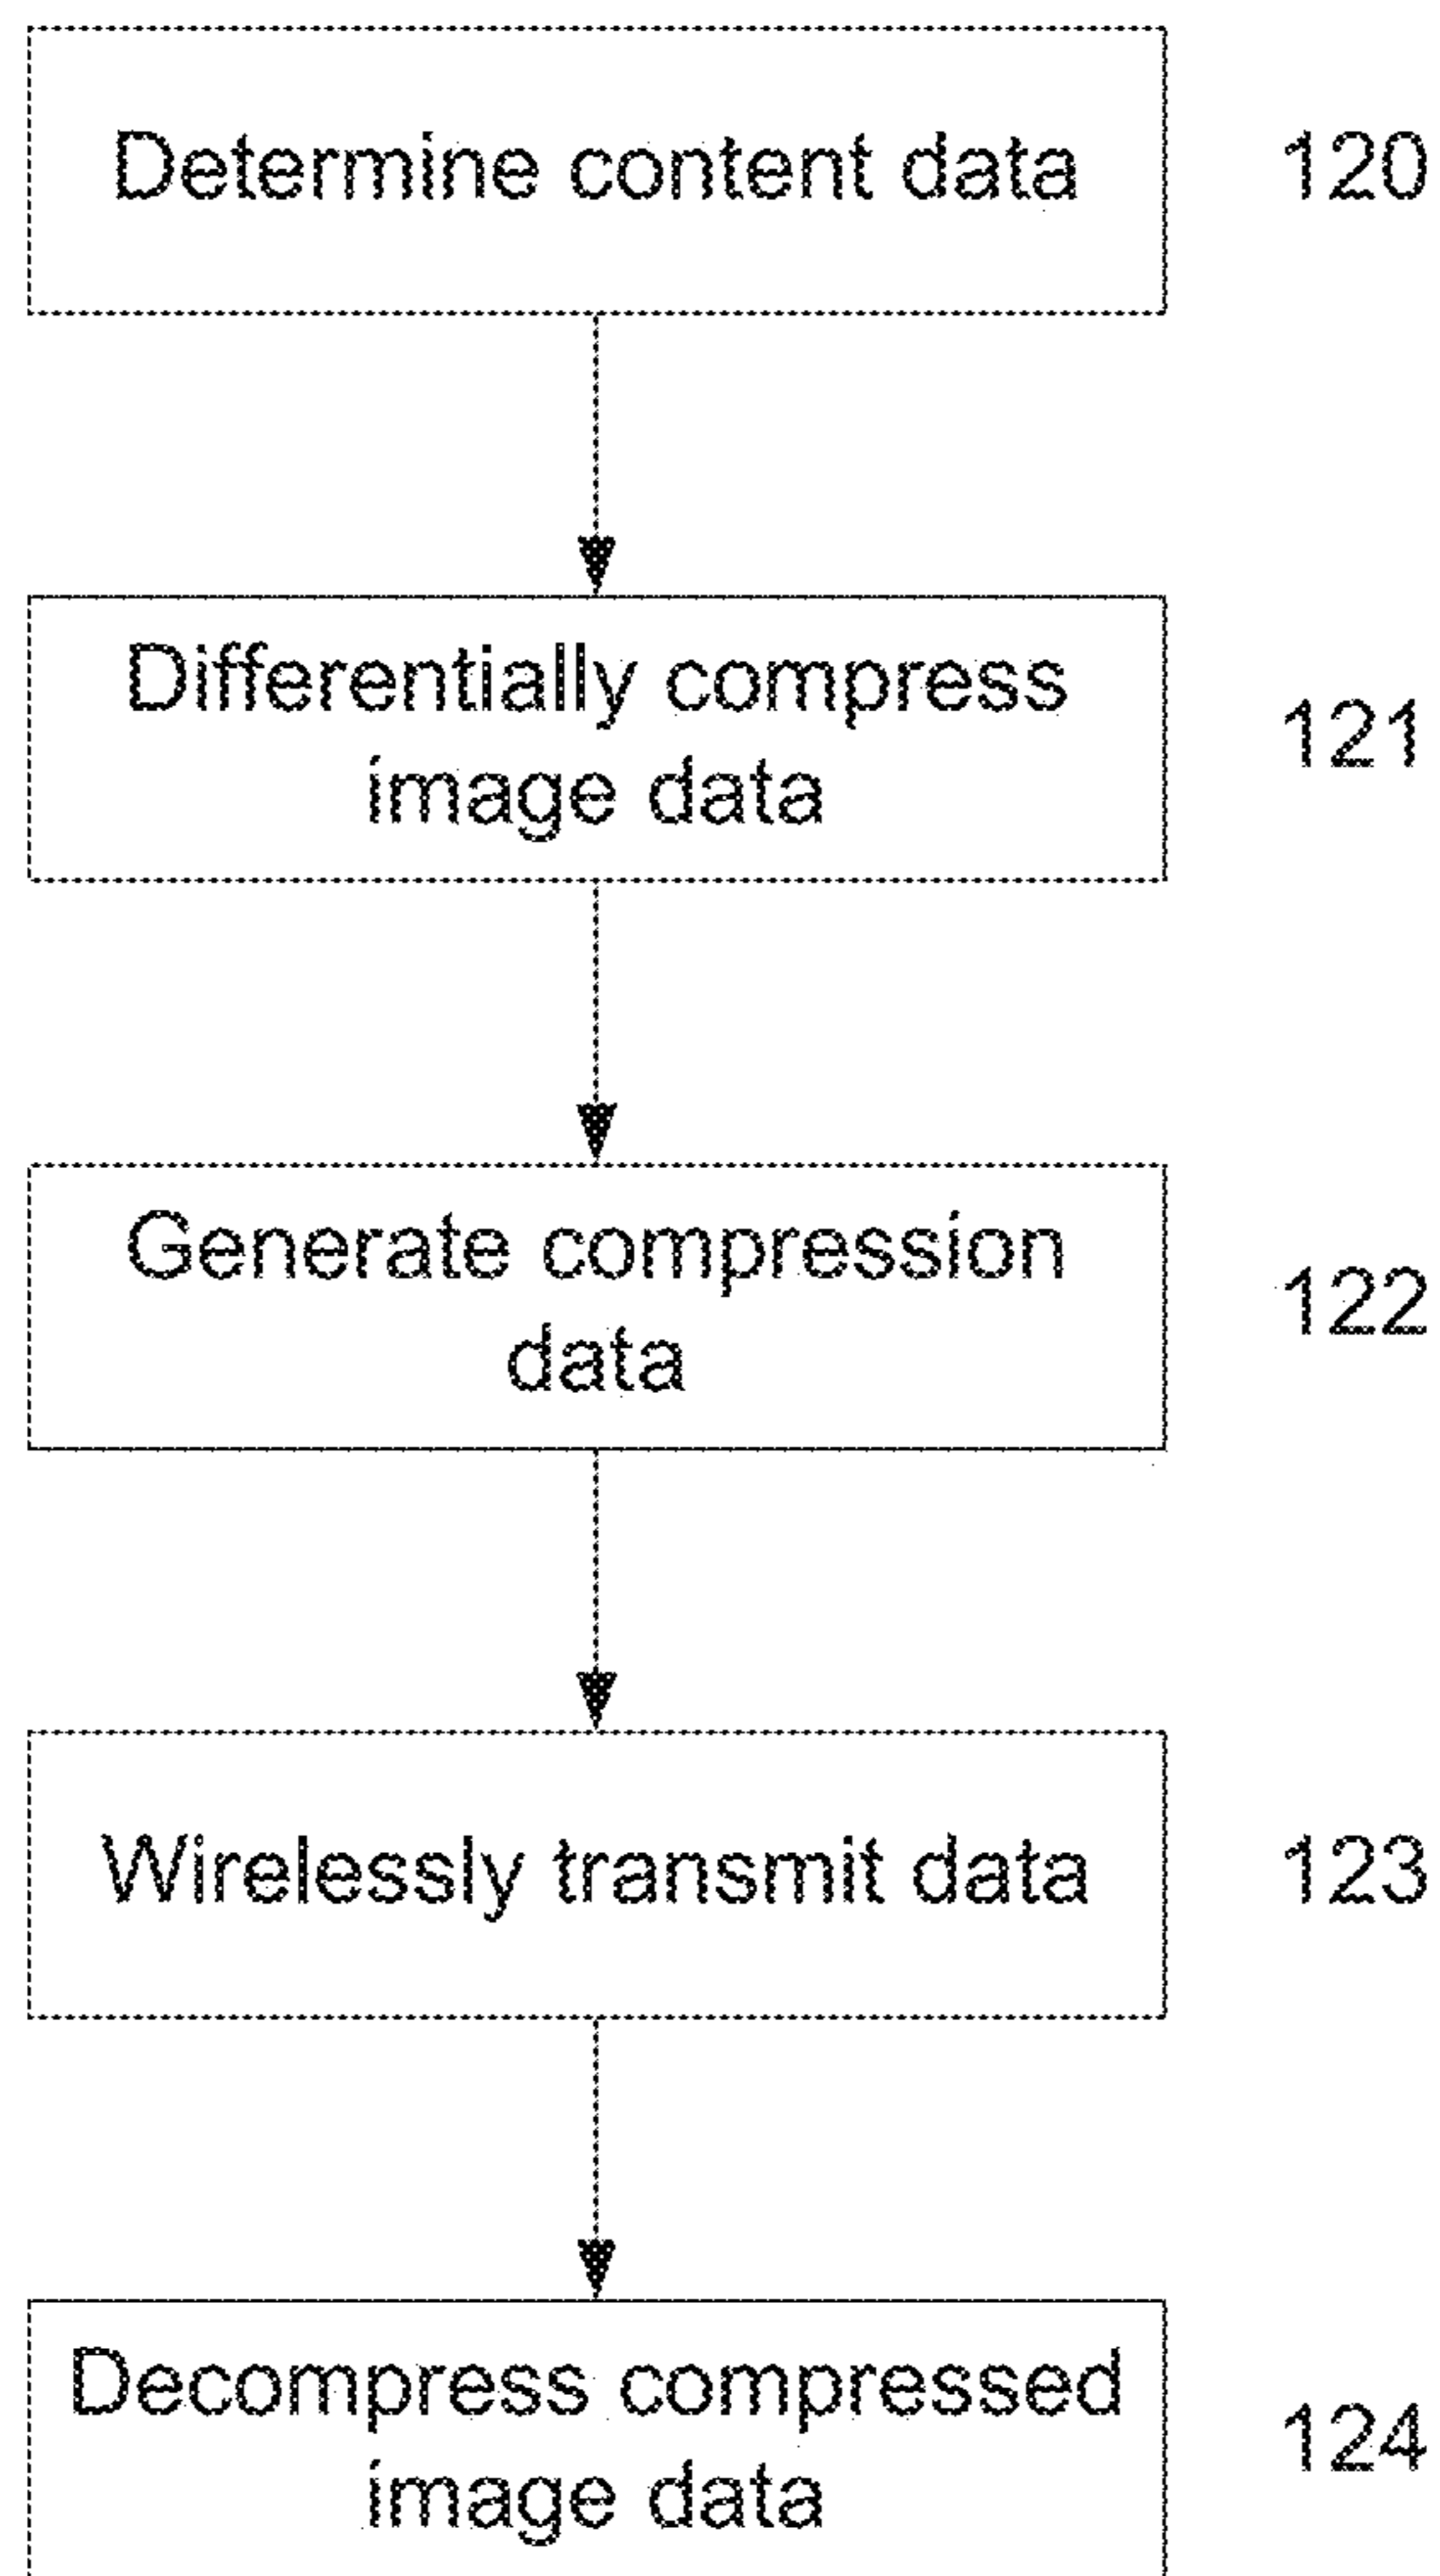 Determine content data
120
Differentially compress
image data
121
Generate compression
data
122
Wirelessly transmit data
123
Decompress compressed
image data
124